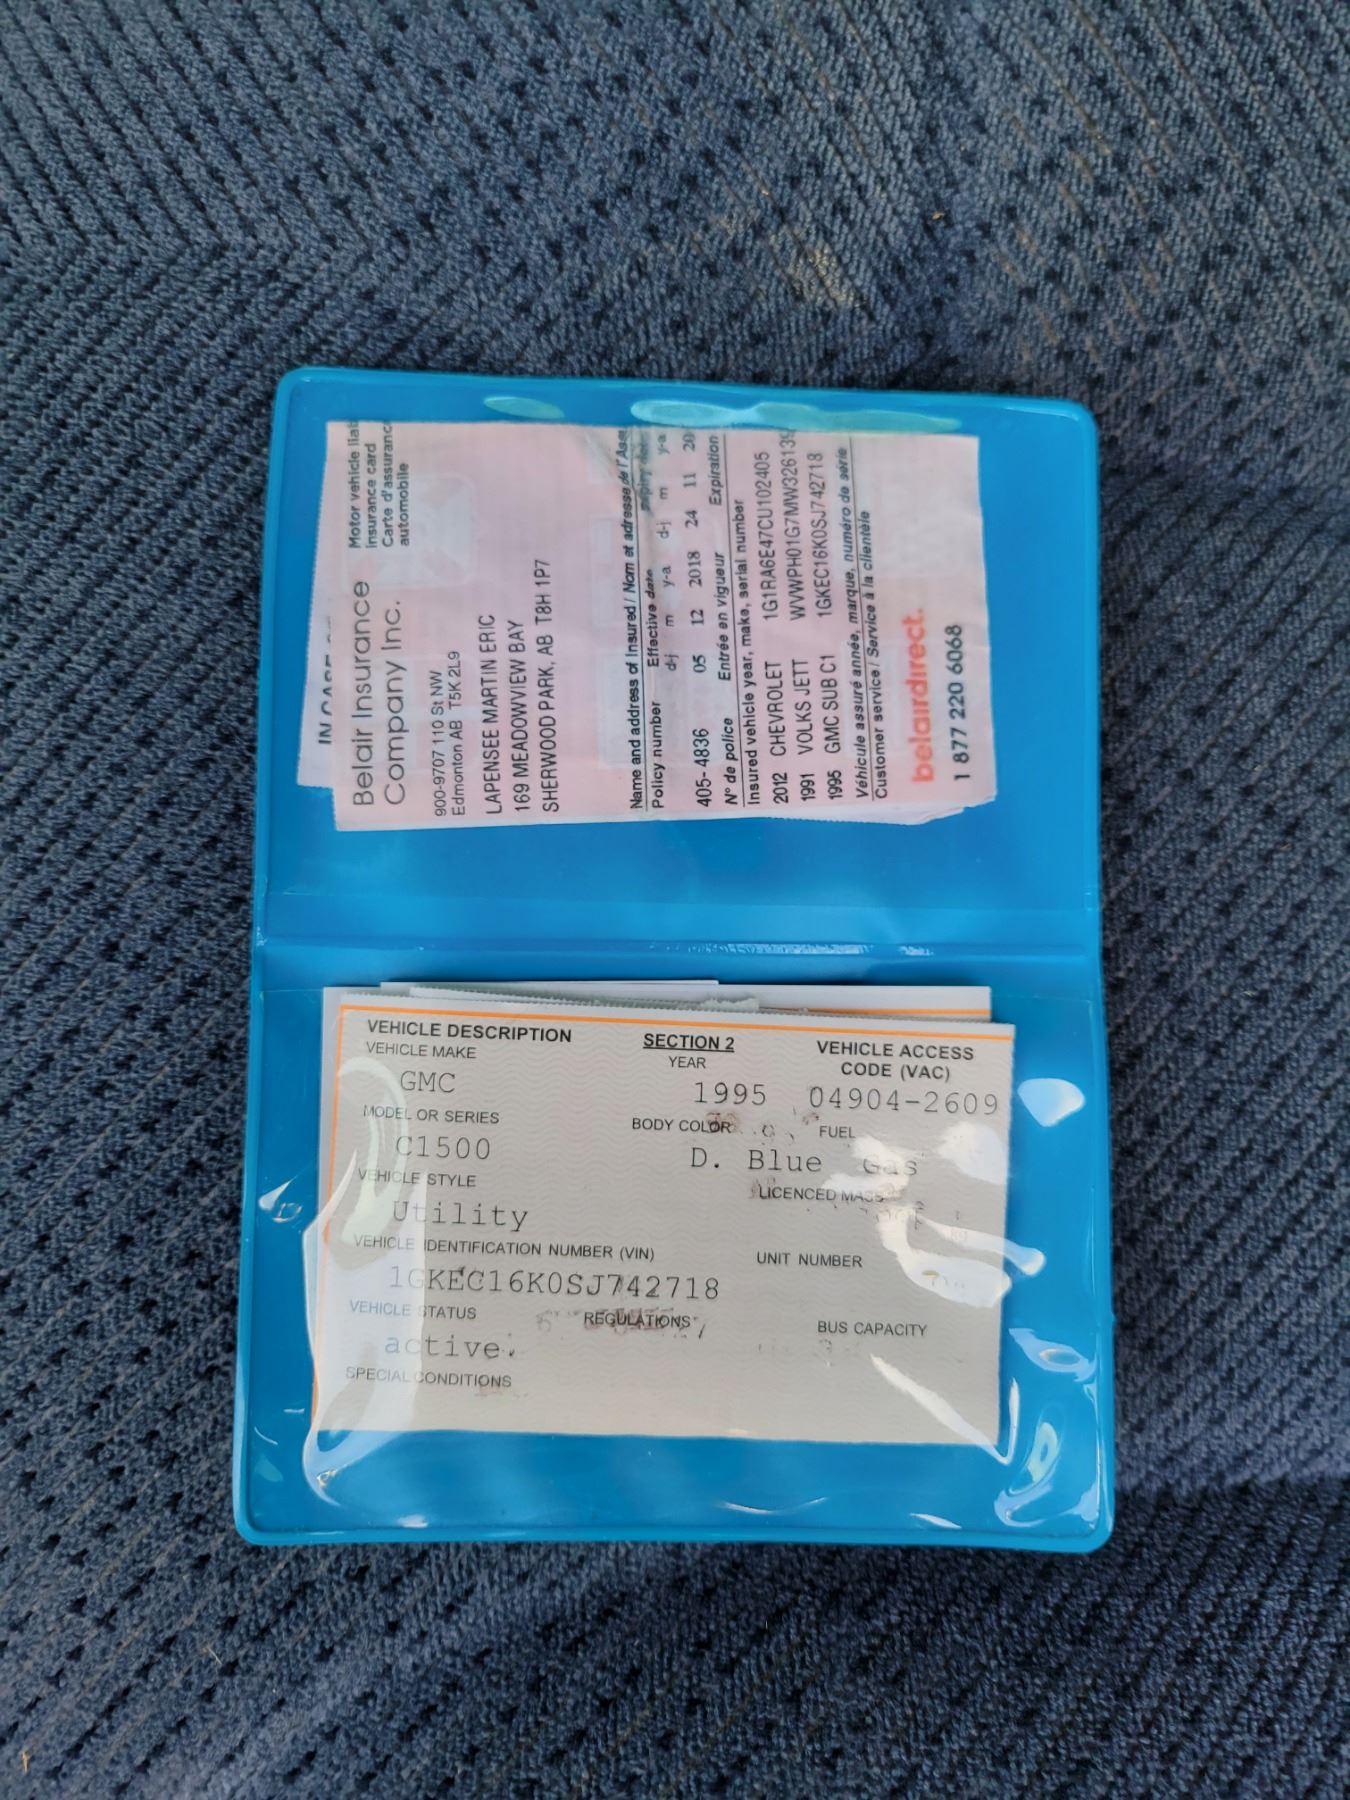 IN CASE
Belair Insurance
Company Inc.
Motor vehicle liab
insurance card
Carte d'assuranc
automobile
900-9707 110 St NW
Edmonton AB T5K 2L9
LAPENSEE MARTIN ERIC
169 MEADOWVIEW BAY
SHERWOOD PARK, AB T8H 1P7
Name and address of Insured / Nom et adresse de l'Ass
Policy number Effective date expiry date
d-j m y-a d-j m y-a
405-4836 05 12 2018 24 11 20
N° de police Entrée en vigueur Expiration
Insured vehicle year, make, serial number
2012 CHEVROLET 1G1RA6E47CU102405
1991 VOLKS JETT WVWPH01G7MW326139
1995 GMC SUB C1 1GKEC16K0SJ742718
Véhicule assuré année, marque, numéro de série
Customer service / Service à la clientèle
belairdirect.
1 877 220 6068
VEHICLE DESCRIPTION SECTION 2 VEHICLE ACCESS
CODE (VAC)
VEHICLE MAKE YEAR
GMC 1995 04904-2609
MODEL OR SERIES BODY COLOR FUEL
C1500 D. Blue Gas
VEHICLE STYLE LICENCED MASS
Utility
kg
VEHICLE IDENTIFICATION NUMBER (VIN) UNIT NUMBER
1GKEC16K0SJ742718
VEHICLE STATUS REGULATIONS BUS CAPACITY
active
SPECIAL CONDITIONS